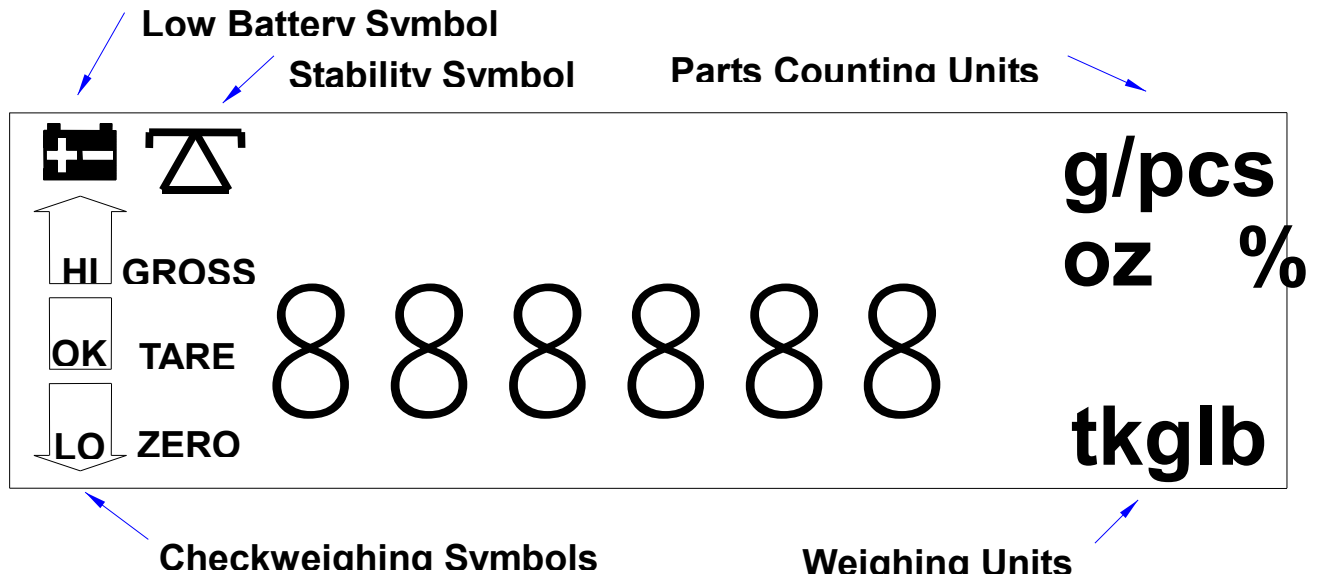 Low Battery Symbol
Stability Symbol
Parts Counting Units
g/pcs
HI GROSS
oz %
OK TARE
888888
LO ZERO
tkglb
Checkweighing Symbols
Weighing Units